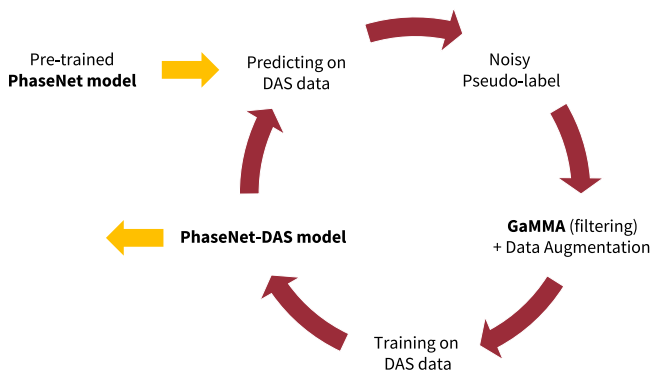 Pre-trained
PhaseNet model
Predicting on
DAS data
Noisy
Pseudo-label
GaMMA (filtering)
+ Data Augmentation
Training on
DAS data
PhaseNet-DAS model